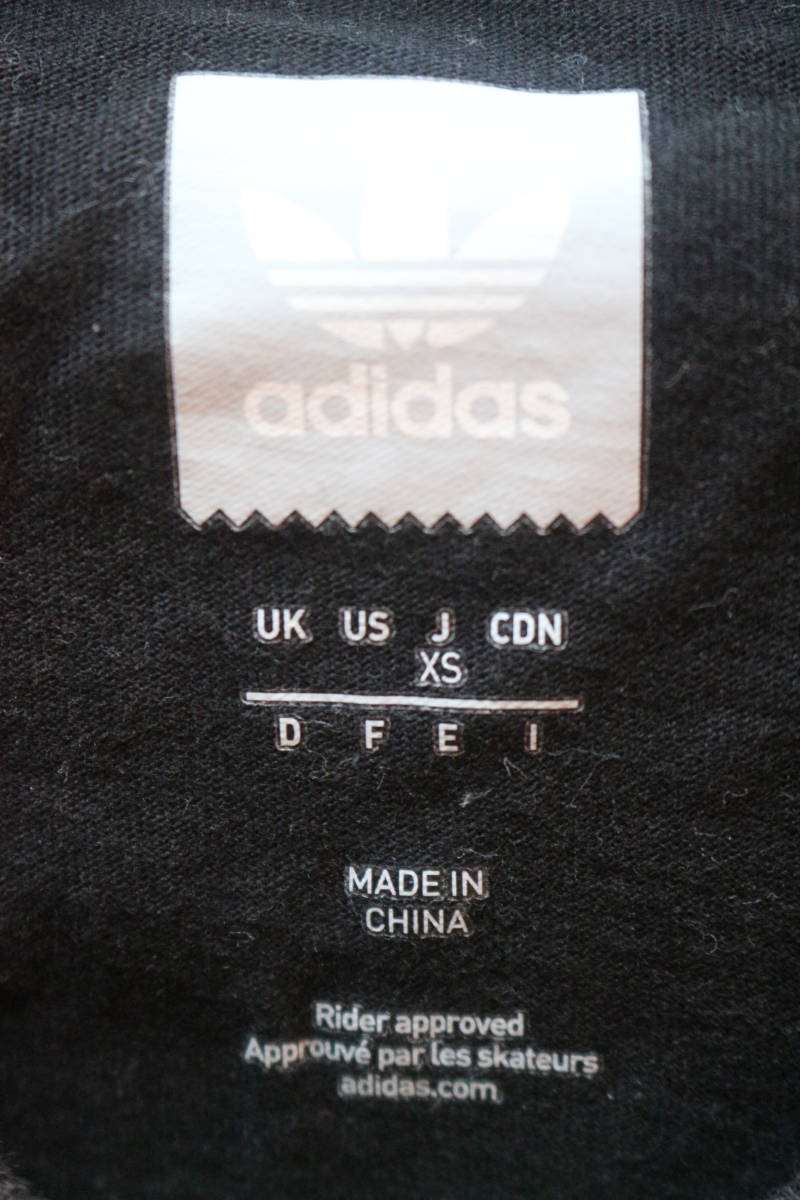 adidas
UK US J CDN
XS
D F E I
MADE IN
CHINA
Rider approved
Approuvé par les skateurs
adidas.com